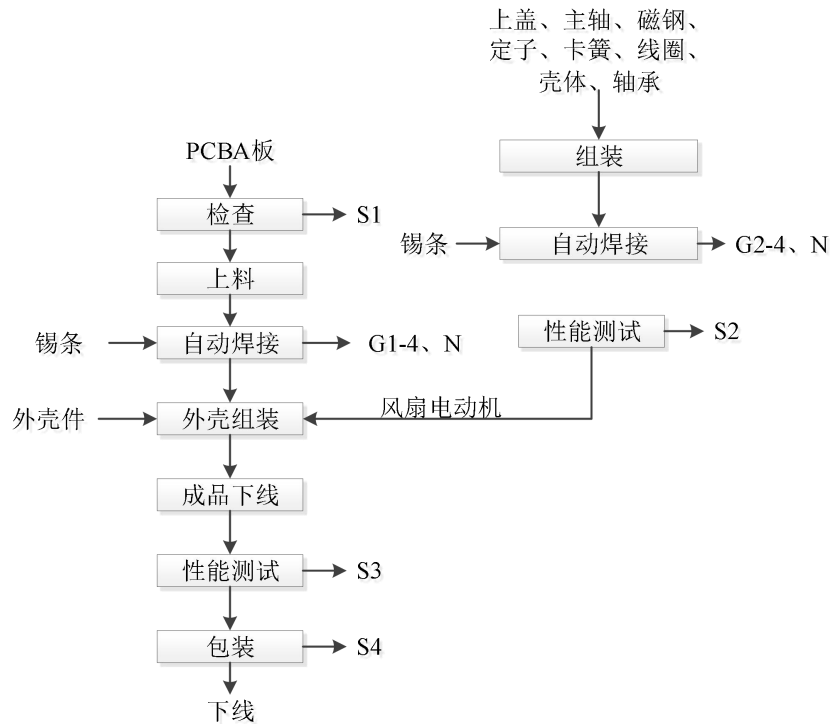 上盖、主轴、磁钢、
定子、卡簧、线圈、
壳体、轴承
PCBA板
组装
检查
S1
锡条
自动焊接
G2-4、N
上料
锡条
自动焊接
G1-4、N
性能测试
S2
外壳件
外壳组装
风扇电动机
成品下线
性能测试
S3
包装
S4
下线